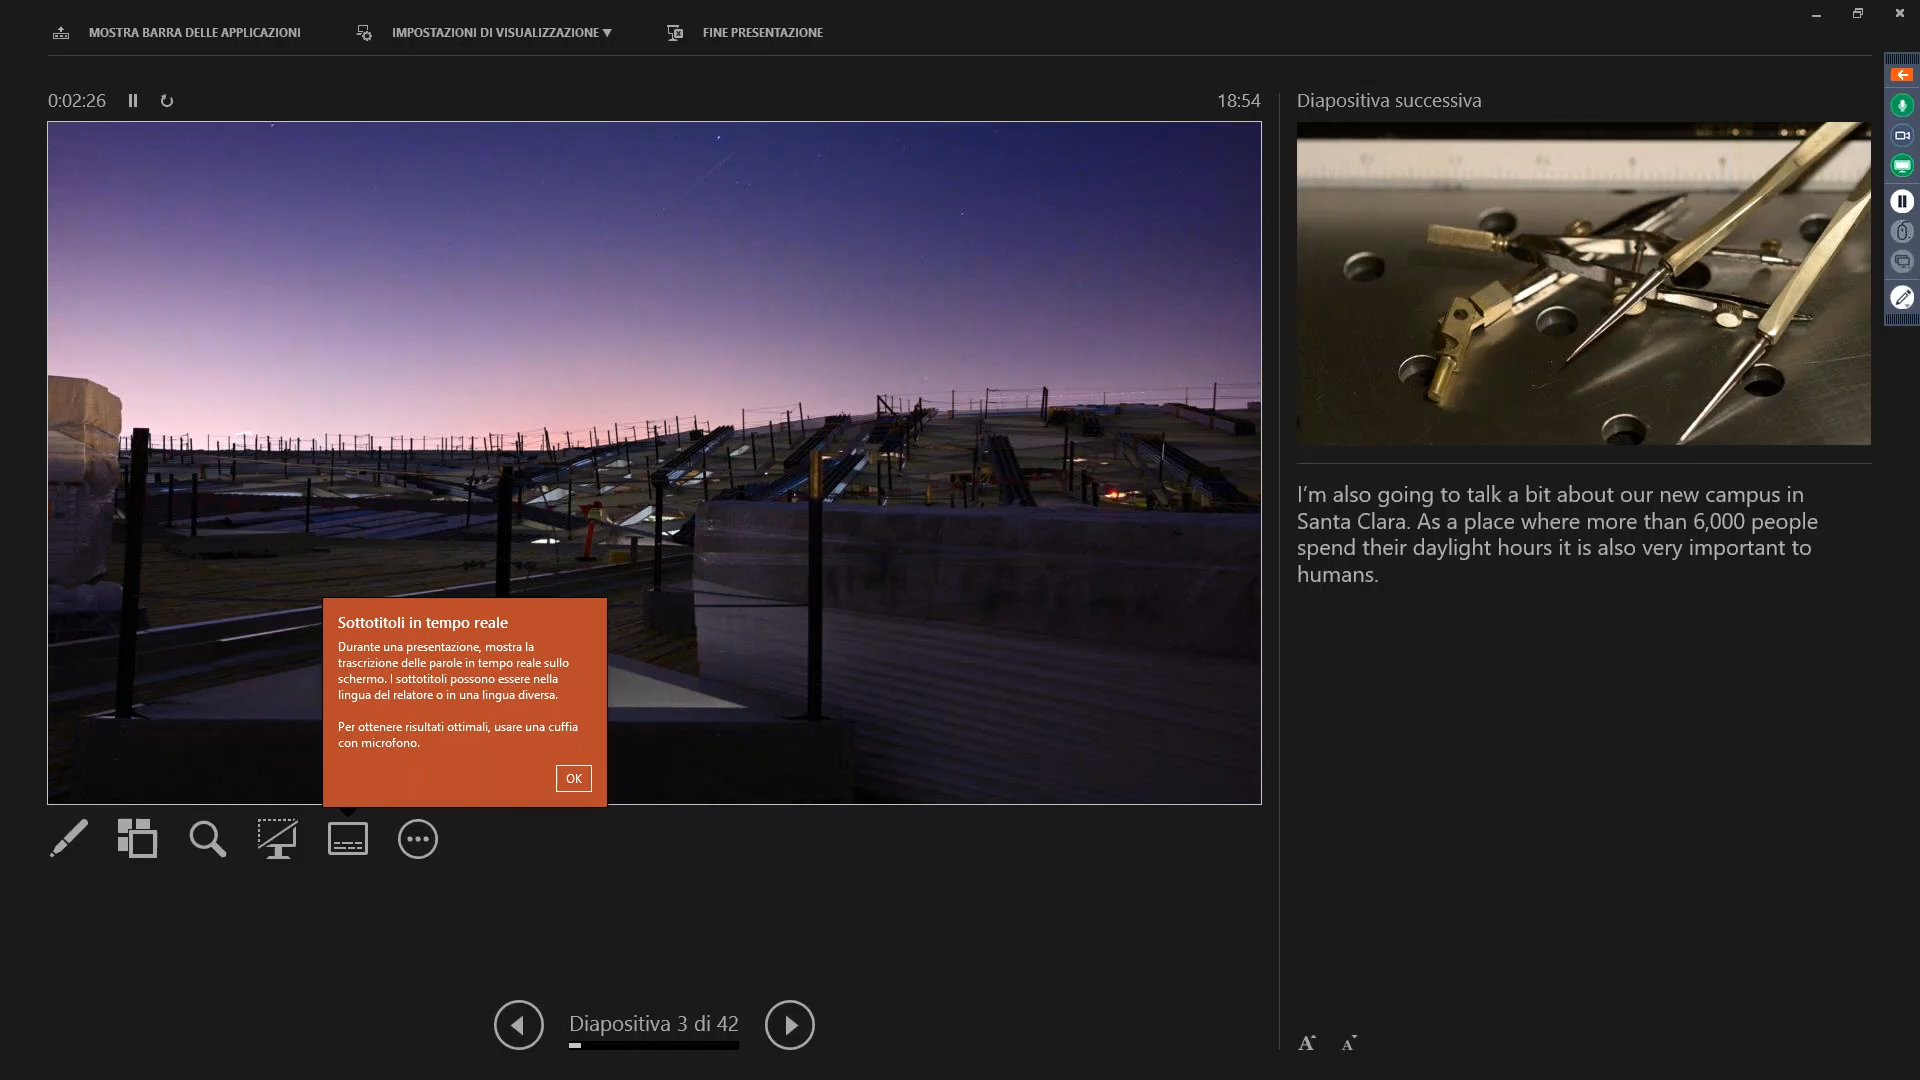 MOSTRA BARRA DELLE APPLICAZIONI
IMPOSTAZIONI DI VISUALIZZAZIONE
FINE PRESENTAZIONE
0:02:26
18:54
Diapositiva successiva
I'm also going to talk a bit about our new campus in
Santa Clara. As a place where more than 6,000 people
spend their daylight hours it is also very important to
humans.
Sottotitoli in tempo reale
Durante una presentazione, mostra la
trascrizione delle parole in tempo reale sullo
schermo. I sottotitoli possono essere nella
lingua del relatore o in una lingua diversa.
Per ottenere risultati ottimali, usare una cuffia
con microfono.
OK
Diapositiva 3 di 42
A A